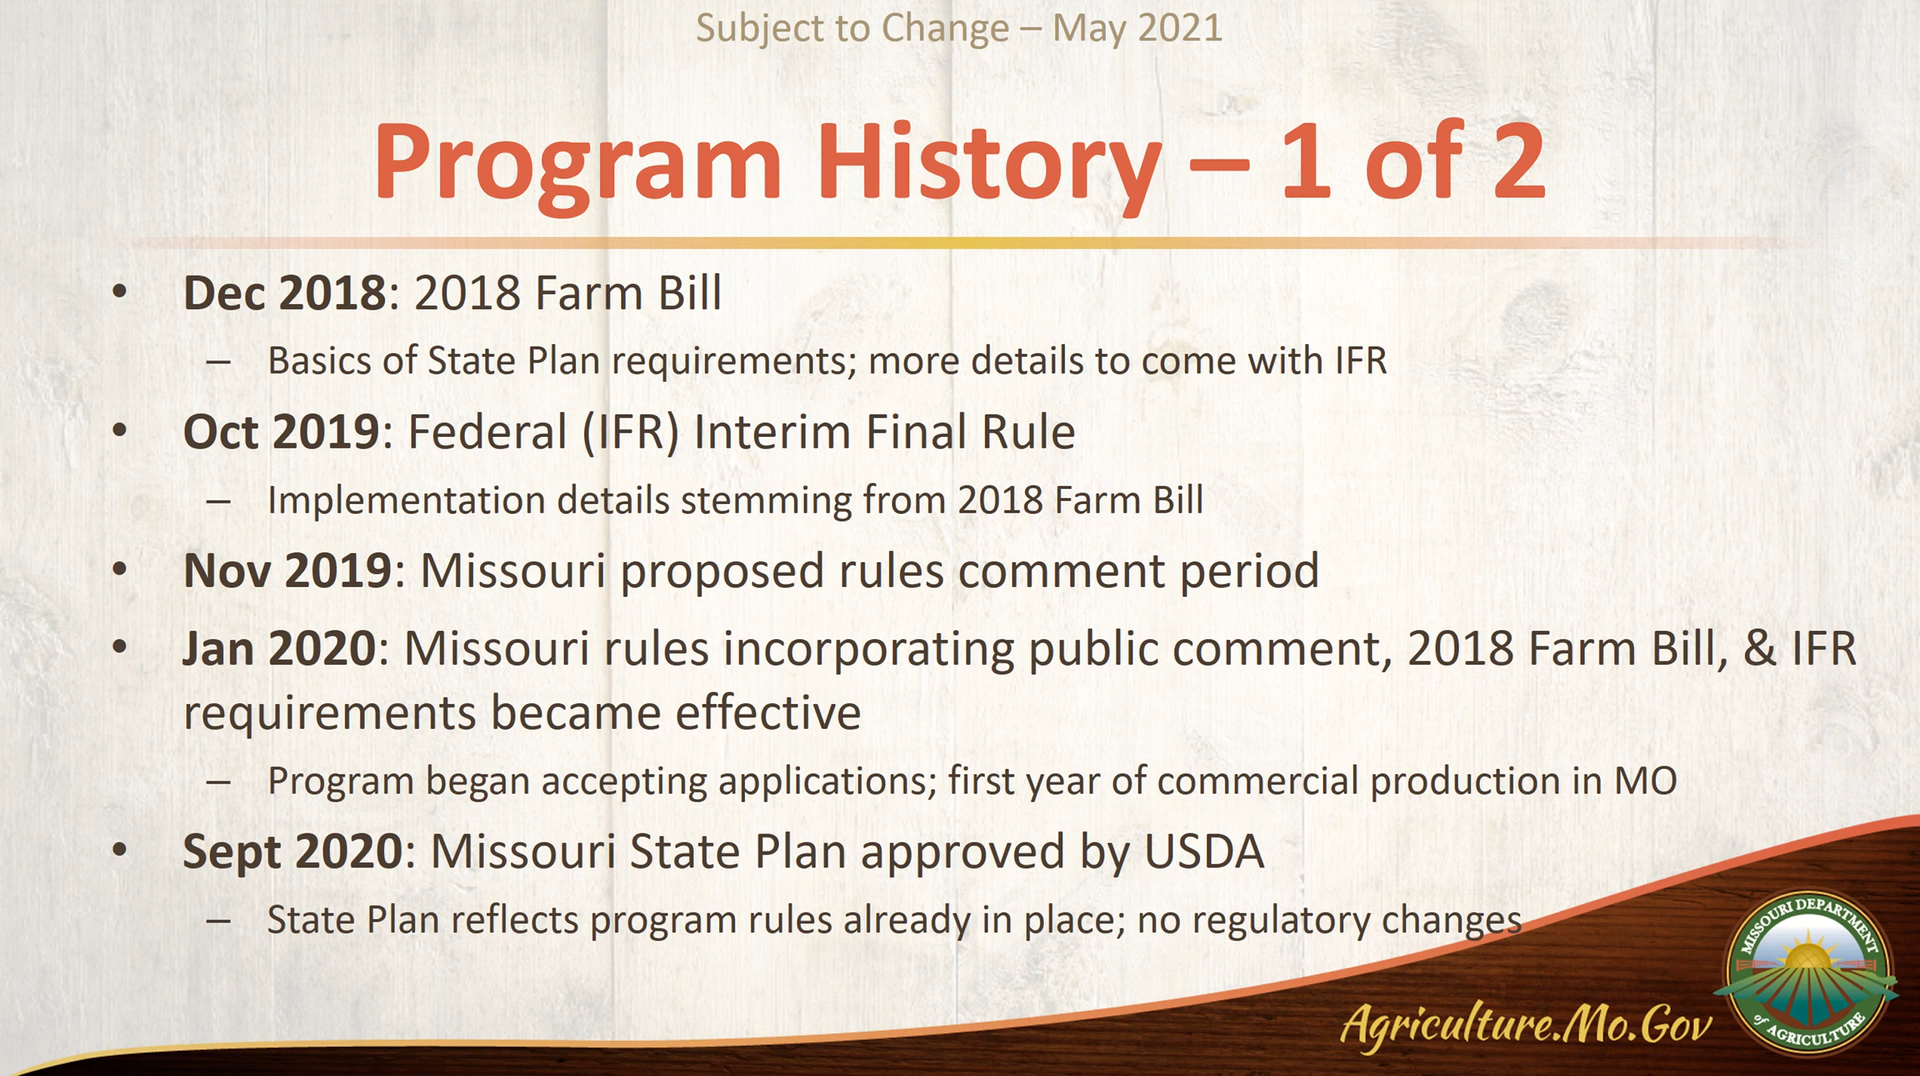 Subject to Change – May 2021
Program History – 1 of 2
• Dec 2018: 2018 Farm Bill
– Basics of State Plan requirements; more details to come with IFR
• Oct 2019: Federal (IFR) Interim Final Rule
– Implementation details stemming from 2018 Farm Bill
• Nov 2019: Missouri proposed rules comment period
• Jan 2020: Missouri rules incorporating public comment, 2018 Farm Bill, & IFR
requirements became effective
– Program began accepting applications; first year of commercial production in MO
• Sept 2020: Missouri State Plan approved by USDA
– State Plan reflects program rules already in place; no regulatory changes
Agriculture.Mo.Gov
MISSOURI DEPARTMENT
of AGRICULTURE